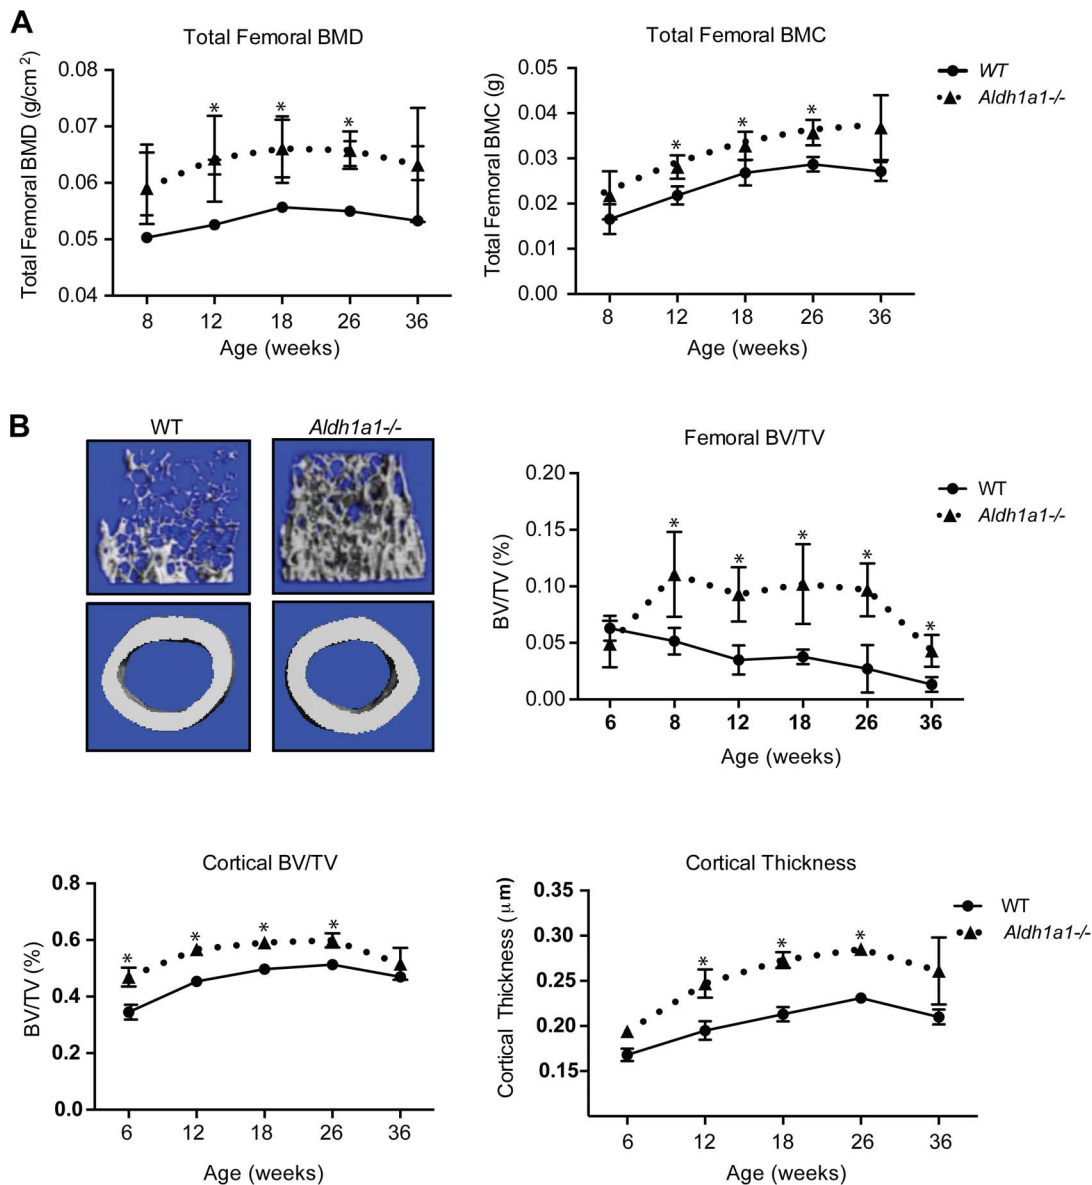 A
Total Femoral BMD
Total Femoral BMD (g/cm²)
0.08
0.07
0.06
0.05
0.04
* * *
8 12 18 26 36
Age (weeks)
Total Femoral BMC
Total Femoral BMC (g)
0.05
0.04
0.03
0.02
0.01
0.00
* * * *
8 12 18 26 36
Age (weeks)
WT
Aldh1a1-/-
B
WT Aldh1a1-/-
Femoral BV/TV
BV/TV (%)
0.20
0.15
0.10
0.05
0.00
* * * * *
6 8 12 18 26 36
Age (weeks)
WT
Aldh1a1-/-
Cortical BV/TV
BV/TV (%)
0.8
0.6
0.4
0.2
0.0
* * * *
6 12 18 26 36
Age (weeks)
Cortical Thickness
Cortical Thickness (μm)
0.35
0.30
0.25
0.20
0.15
* * *
6 12 18 26 36
Age (weeks)
WT
Aldh1a1-/-